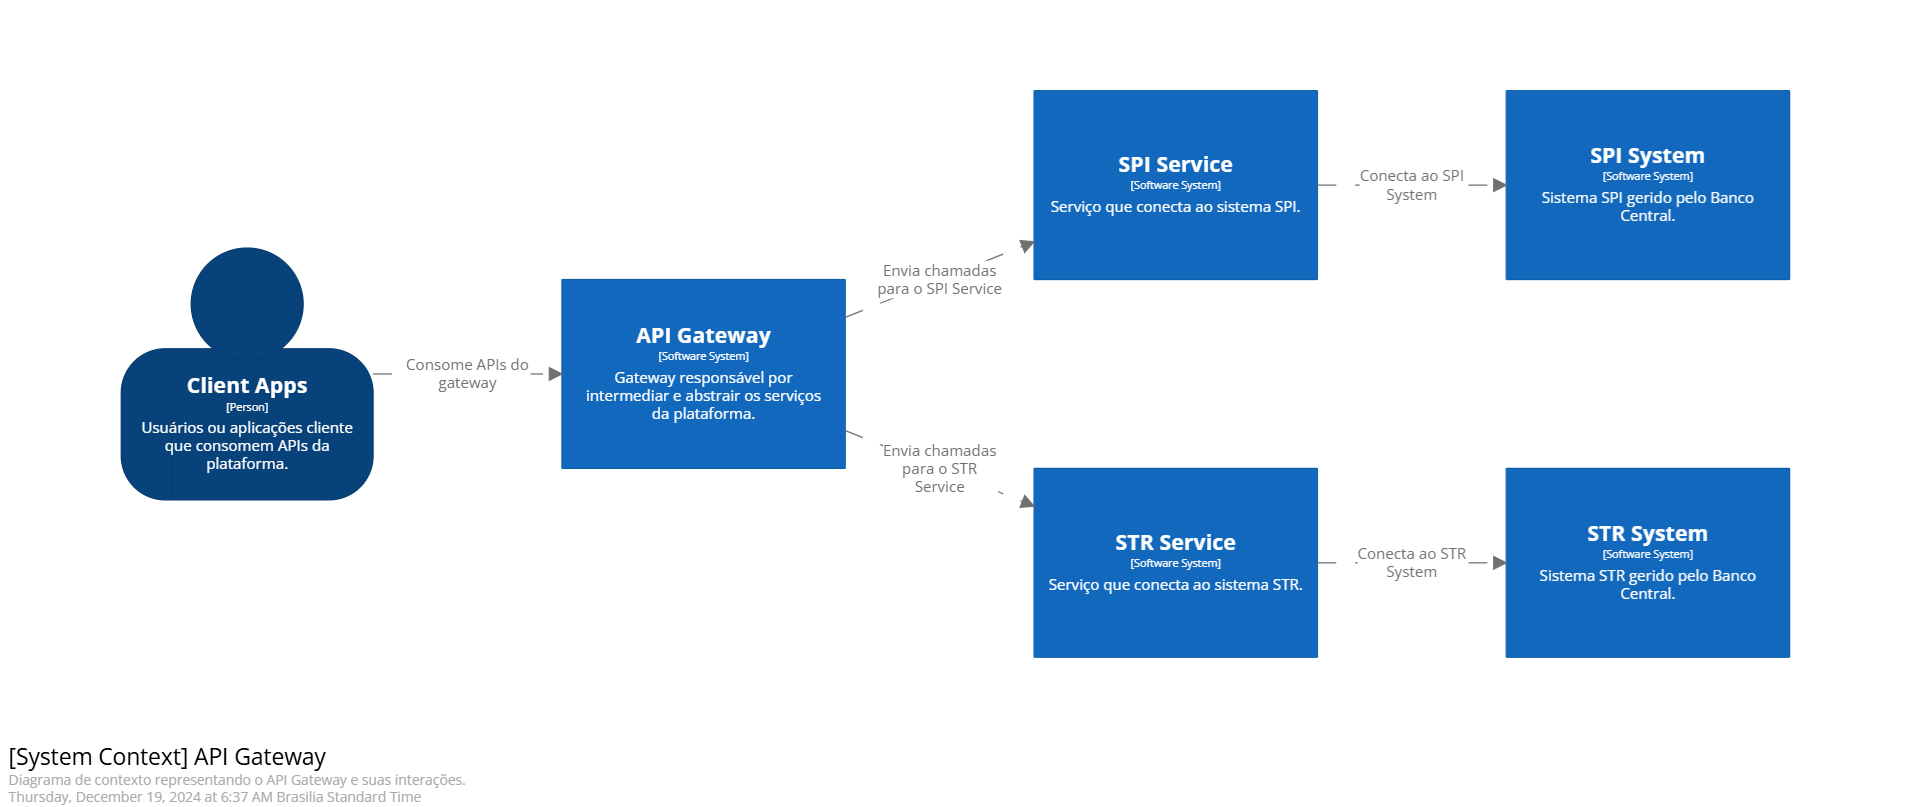 Client Apps
[Person]
Usuários ou aplicações cliente
que consomem APIs da
plataforma.
Consome APIs do
gateway
API Gateway
[Software System]
Gateway responsável por
intermediar e abstrair os serviços
da plataforma.
Envia chamadas
para o SPI Service
Envia chamadas
para o STR
Service
SPI Service
[Software System]
Serviço que conecta ao sistema SPI.
Conecta ao SPI
System
SPI System
[Software System]
Sistema SPI gerido pelo Banco
Central.
STR Service
[Software System]
Serviço que conecta ao sistema STR.
Conecta ao STR
System
STR System
[Software System]
Sistema STR gerido pelo Banco
Central.
[System Context] API Gateway
Diagrama de contexto representando o API Gateway e suas interações.
Thursday, December 19, 2024 at 6:37 AM Brasilia Standard Time